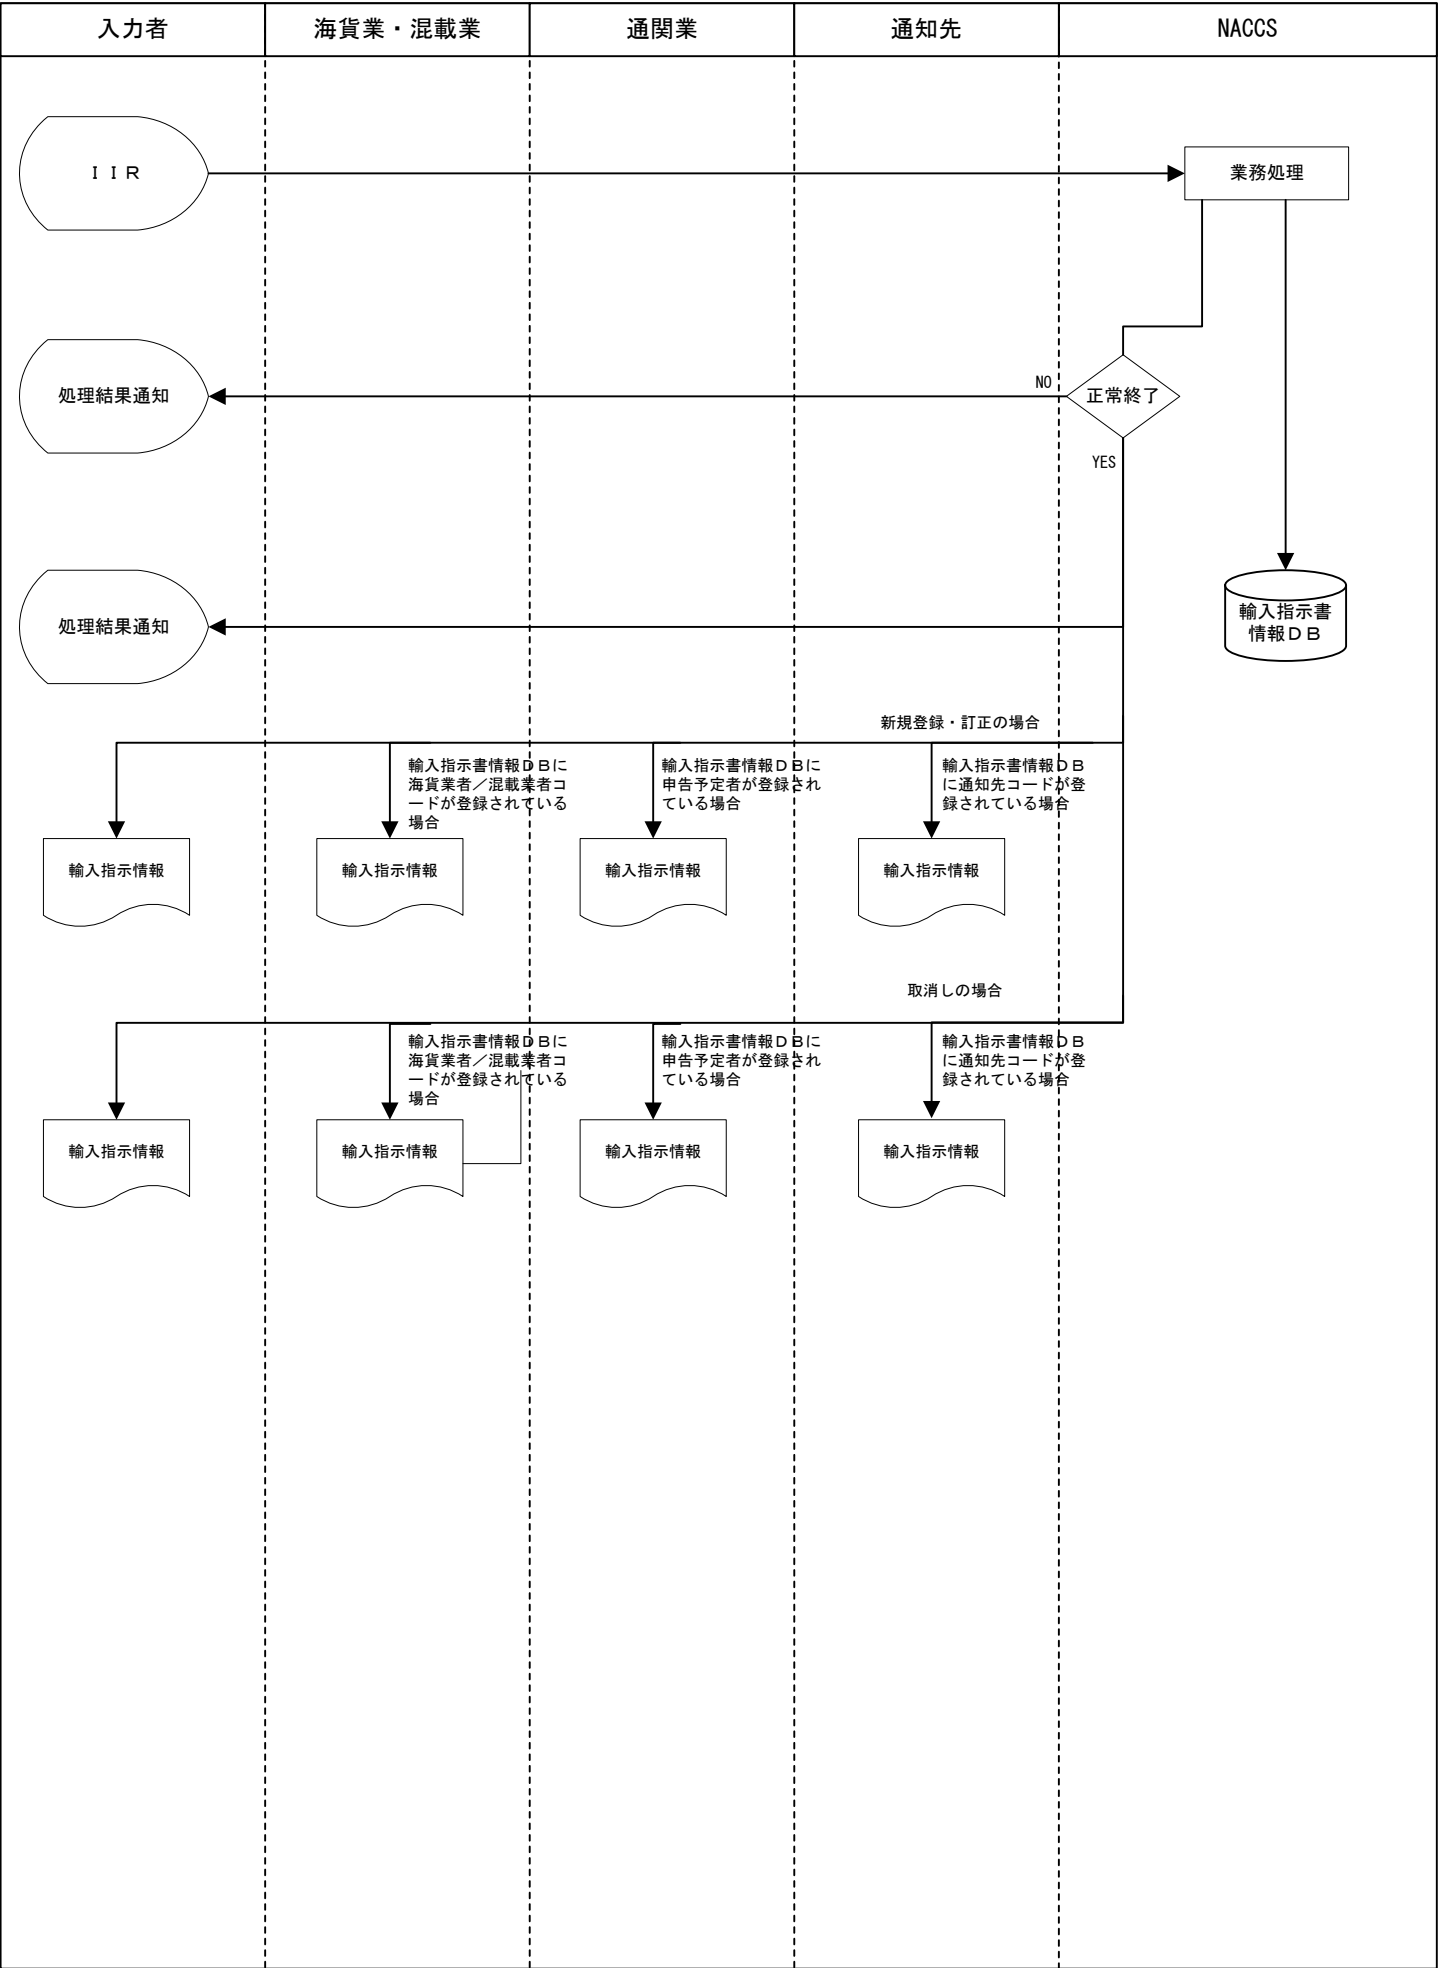 入力者
海貨業・混載業
通関業
通知先
NACCS
ＩＩＲ
業務処理
処理結果通知
NO
正常終了
YES
処理結果通知
輸入指示書
情報ＤＢ
新規登録・訂正の場合
輸入指示書情報ＤＢに
海貨業者／混載業者コ
ードが登録されている
場合
輸入指示書情報ＤＢに
申告予定者が登録され
ている場合
輸入指示書情報ＤＢ
に通知先コードが登
録されている場合
輸入指示情報
輸入指示情報
輸入指示情報
輸入指示情報
取消しの場合
輸入指示書情報ＤＢに
海貨業者／混載業者コ
ードが登録されている
場合
輸入指示書情報ＤＢに
申告予定者が登録され
ている場合
輸入指示書情報ＤＢ
に通知先コードが登
録されている場合
輸入指示情報
輸入指示情報
輸入指示情報
輸入指示情報